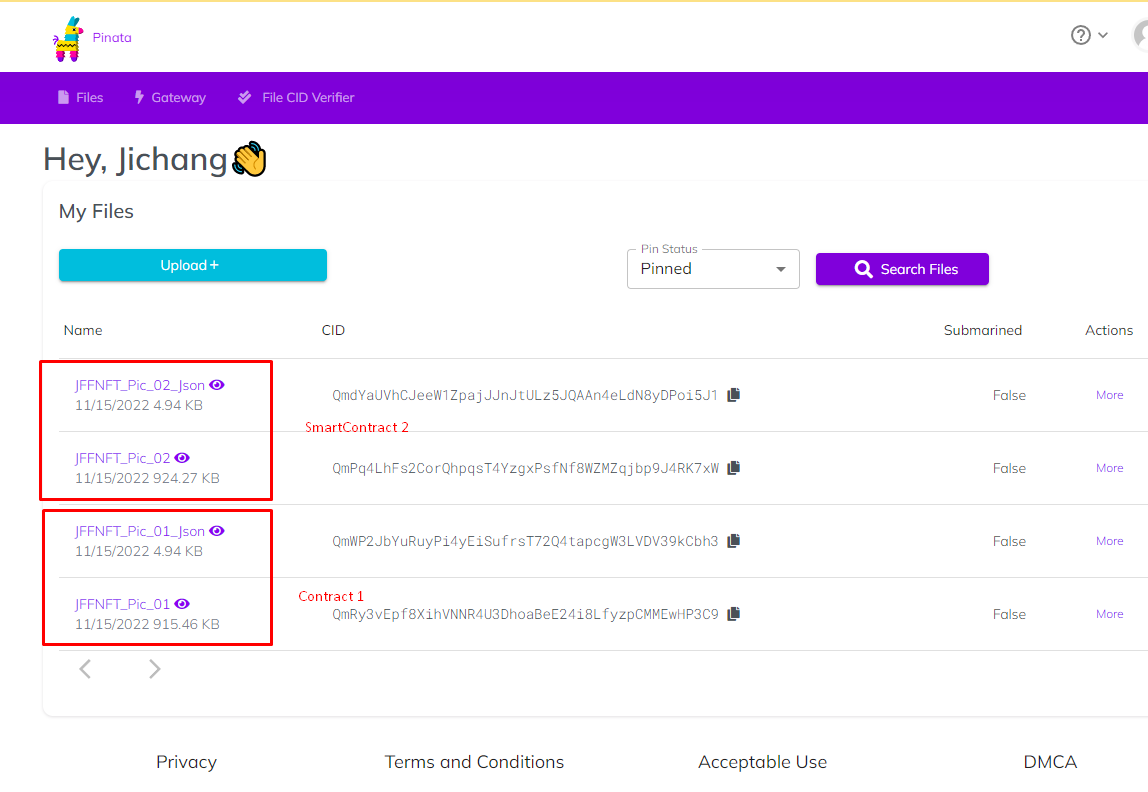 Pinata
Files Gateway File CID Verifier
Hey, Jichang
My Files
Upload +
Pin Status
Pinned
Search Files
Name CID Submarined Actions
JFFNFT_Pic_02_Json
11/15/2022 4.94 KB
QmdYaUVhCJeeW1ZpajJJnJtULz5JQAAn4eLdN8yDPoi5J1 False More
SmartContract 2
JFFNFT_Pic_02
11/15/2022 924.27 KB
QmPq4LhFs2CorQhpqsT4YzgxPsfNf8WZMZqjbp9J4RK7xW False More
JFFNFT_Pic_01_Json
11/15/2022 4.94 KB
QmWP2JbYuRuyPi4yEiSufrsT72Q4tapcgW3LVDV39kCbh3 False More
Contract 1
JFFNFT_Pic_01
11/15/2022 915.46 KB
QmRy3vEpf8XihVNNR4U3DhoaBeE24i8LfyzpCMMEwHP3C9 False More
Privacy Terms and Conditions Acceptable Use DMCA